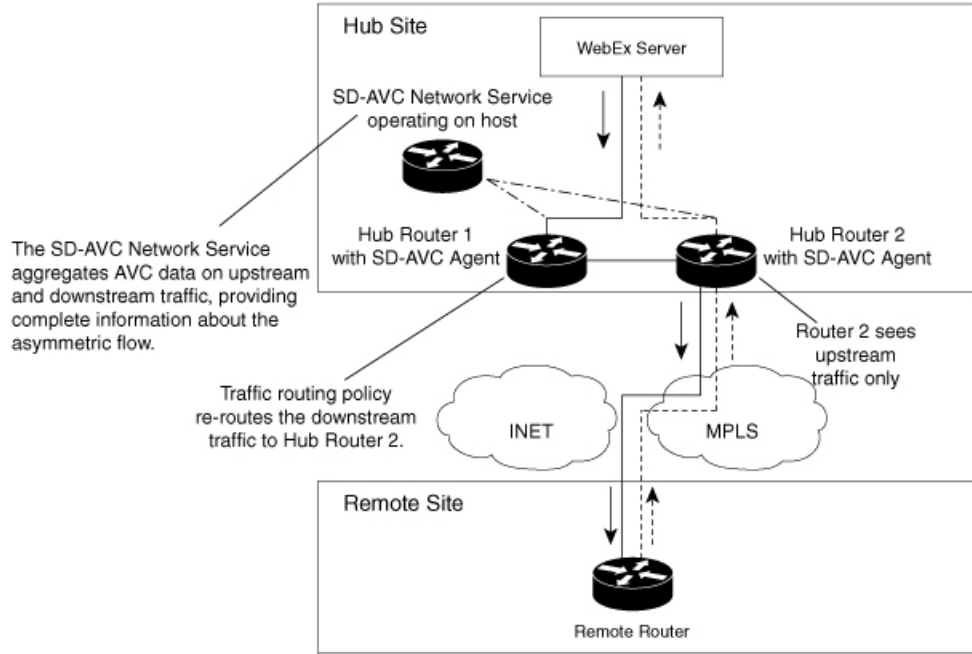 Hub Site
WebEx Server
SD-AVC Network Service
operating on host
The SD-AVC Network Service
aggregates AVC data on upstream
and downstream traffic, providing
complete information about the
asymmetric flow.
Hub Router 1
with SD-AVC Agent
Hub Router 2
with SD-AVC Agent
Traffic routing policy
re-routes the downstream
traffic to Hub Router 2.
Router 2 sees
upstream
traffic only
INET
MPLS
Remote Site
Remote Router